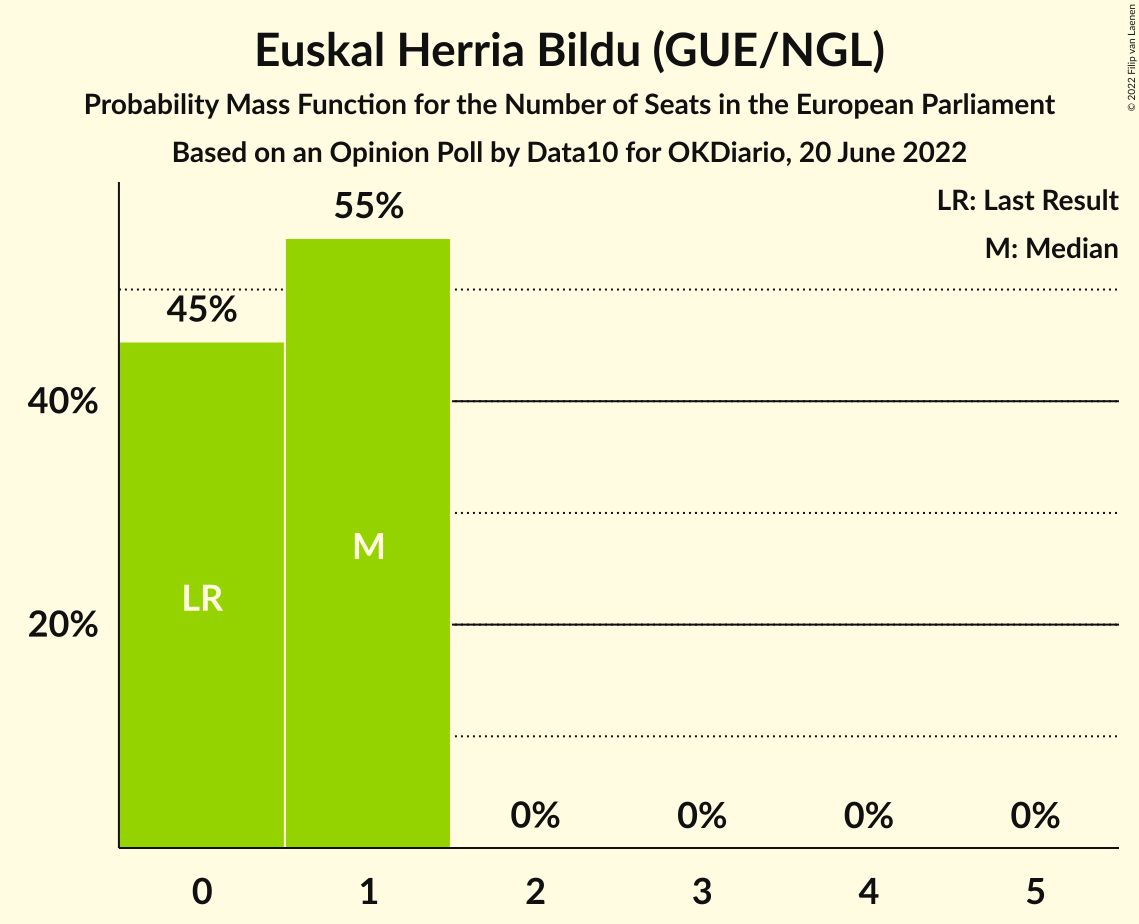 Euskal Herria Bildu (GUE/NGL)
Probability Mass Function for the Number of Seats in the European Parliament
Based on an Opinion Poll by Data10 for OKDiario, 20 June 2022
© 2022 Filip van Laenen
LR: Last Result
M: Median
55%
45%
40%
20%
M
LR
0%
0%
0%
0%
0
1
2
3
4
5